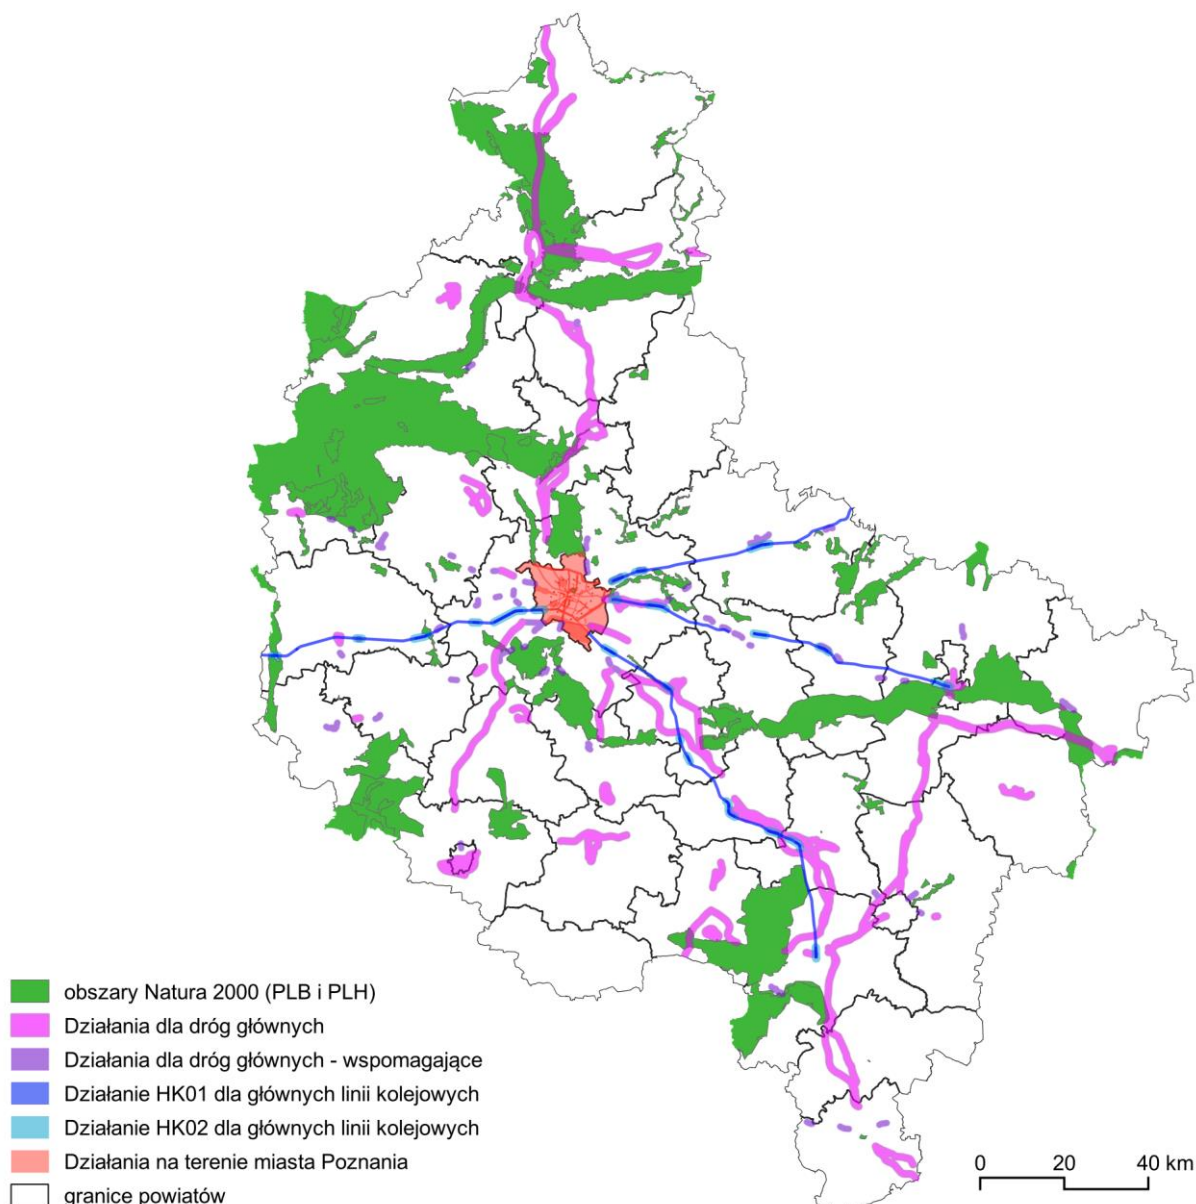 obszary Natura 2000 (PLB i PLH)
Działania dla dróg głównych
Działania dla dróg głównych - wspomagające
Działanie HK01 dla głównych linii kolejowych
Działanie HK02 dla głównych linii kolejowych
Działania na terenie miasta Poznania
granice powiatów
0 20 40 km